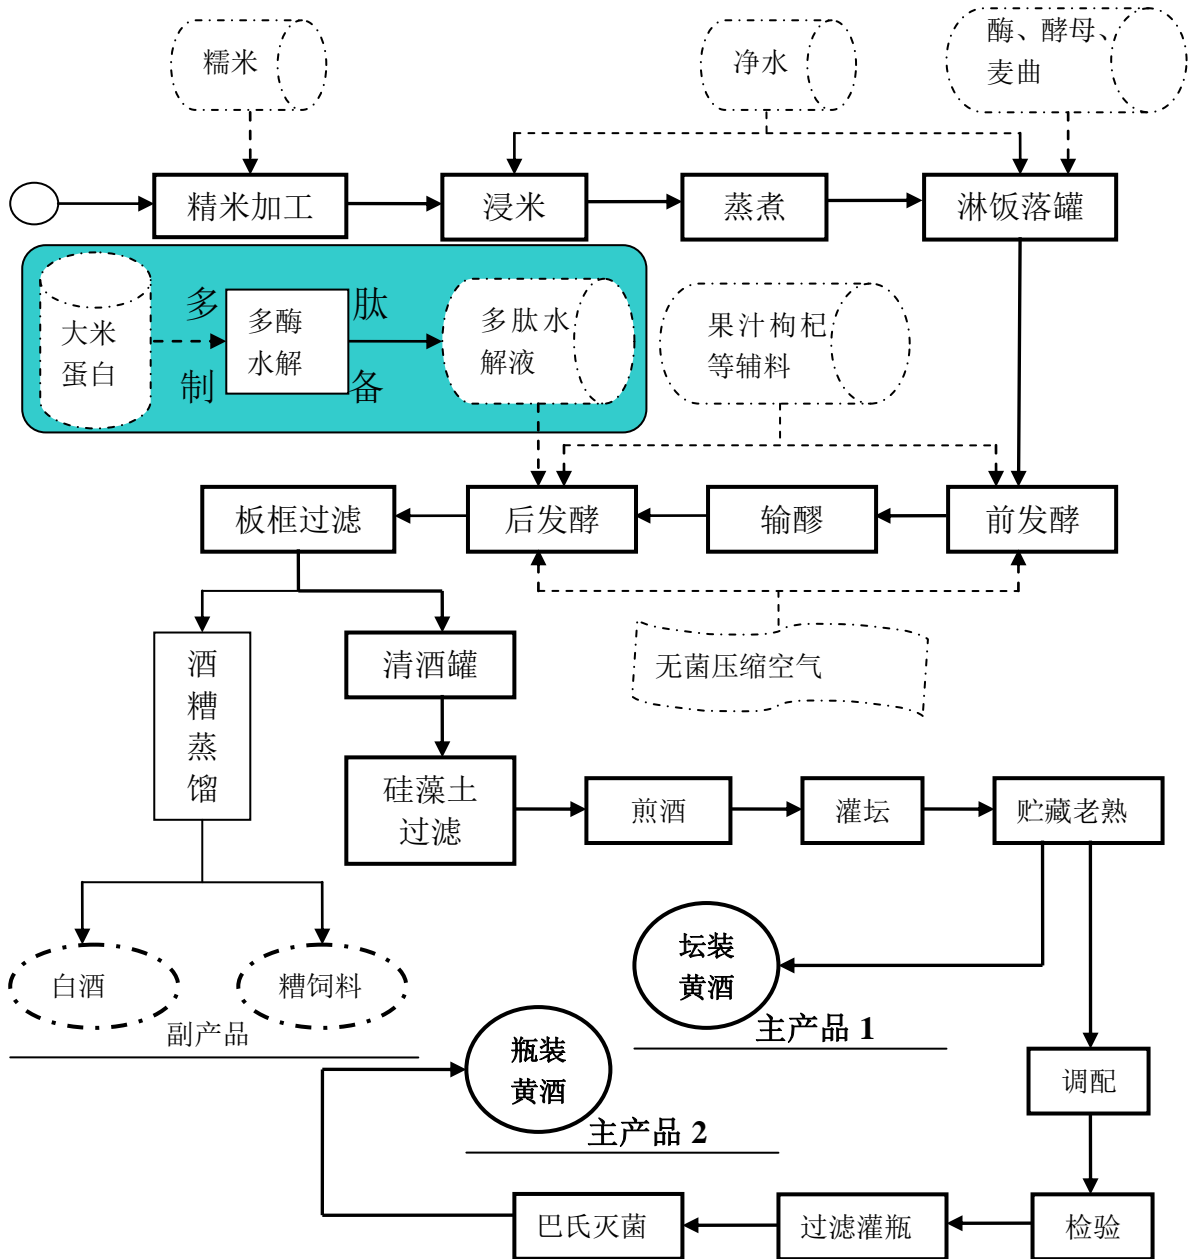 糯米
净水
酶、酵母、
麦曲
精米加工
浸米
蒸煮
淋饭落罐
大米
蛋白
多肽
制备
多酶
水解
多肽水
解液
果汁枸杞
等辅料
板框过滤
后发酵
输醪
前发酵
酒
糟
蒸
馏
清酒罐
无菌压缩空气
硅藻土
过滤
煎酒
灌坛
贮藏老熟
白酒
糟饲料
副产品
坛装
黄酒
主产品 1
瓶装
黄酒
主产品 2
调配
巴氏灭菌
过滤灌瓶
检验